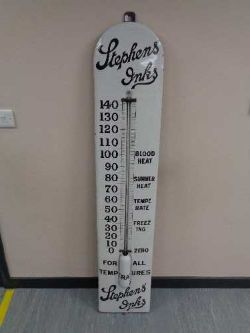 Stephens
Inks
140
130
120
110
100 BLOOD
HEAT
90
80 SUMMER
HEAT
70
60 TEMPE
RATE
50
40 FREEZ
30 ING
20
10
0 ZERO
FOR ALL
TEMPERATURES
Stephens
Inks